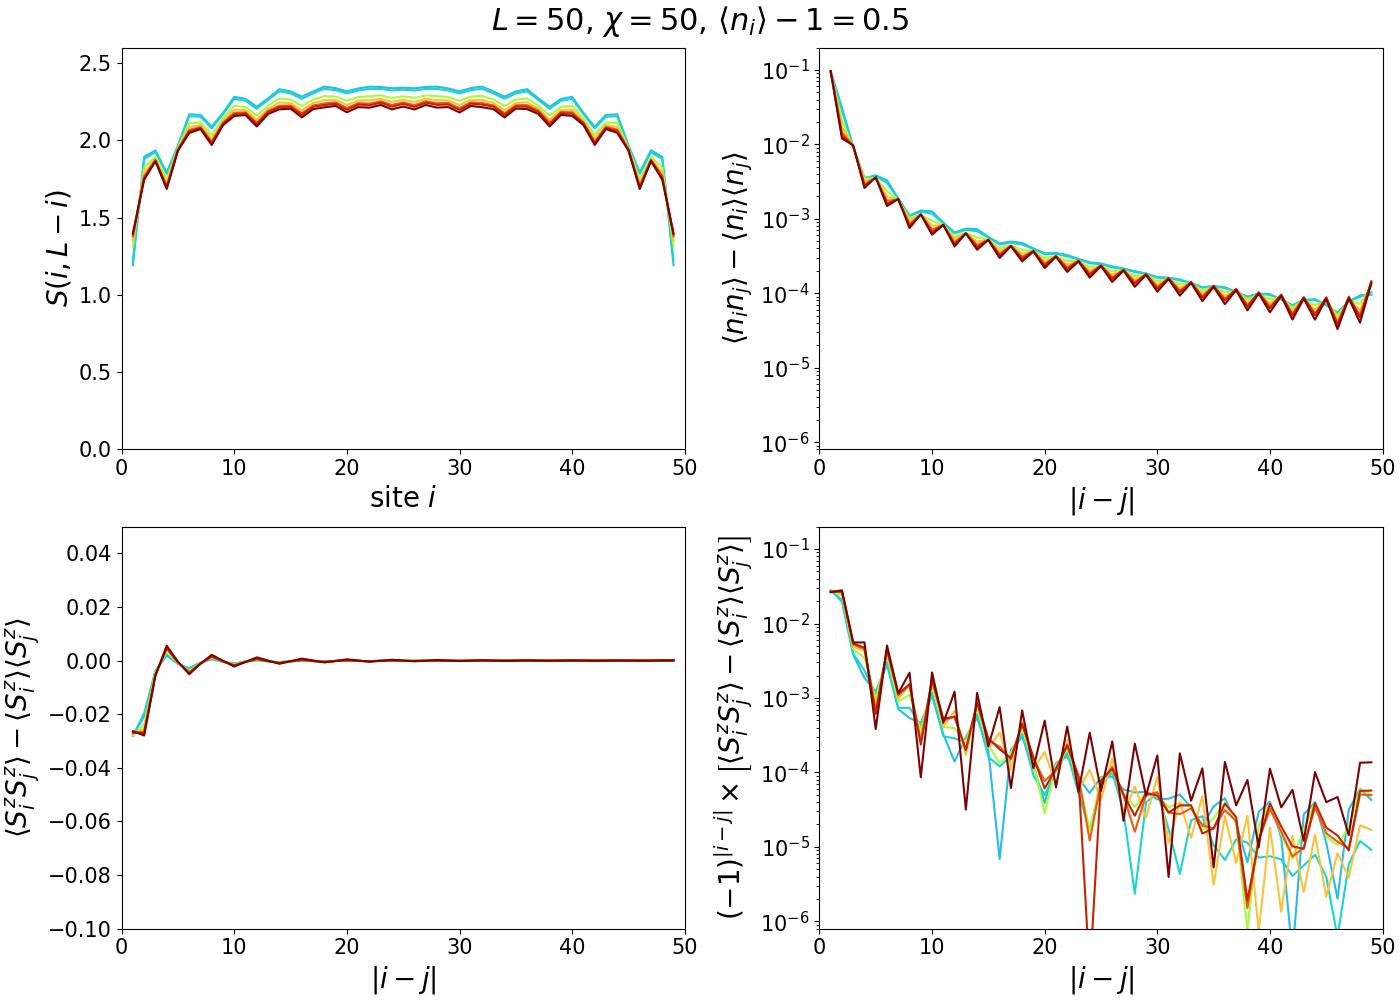 L = 50, χ = 50, ⟨n_i⟩ − 1 = 0.5
S(i, L − i)
2.5
2.0
1.5
1.0
0.5
0.0
0 10 20 30 40 50
site i
⟨n_i n_j⟩ − ⟨n_i⟩⟨n_j⟩
10^−1
10^−2
10^−3
10^−4
10^−5
10^−6
0 10 20 30 40 50
|i − j|
⟨S_i^z S_j^z⟩ − ⟨S_i^z⟩⟨S_j^z⟩
0.04
0.02
0.00
−0.02
−0.04
−0.06
−0.08
−0.10
0 10 20 30 40 50
|i − j|
(−1)^|i−j| × [⟨S_i^z S_j^z⟩ − ⟨S_i^z⟩⟨S_j^z⟩]
10^−1
10^−2
10^−3
10^−4
10^−5
10^−6
0 10 20 30 40 50
|i − j|